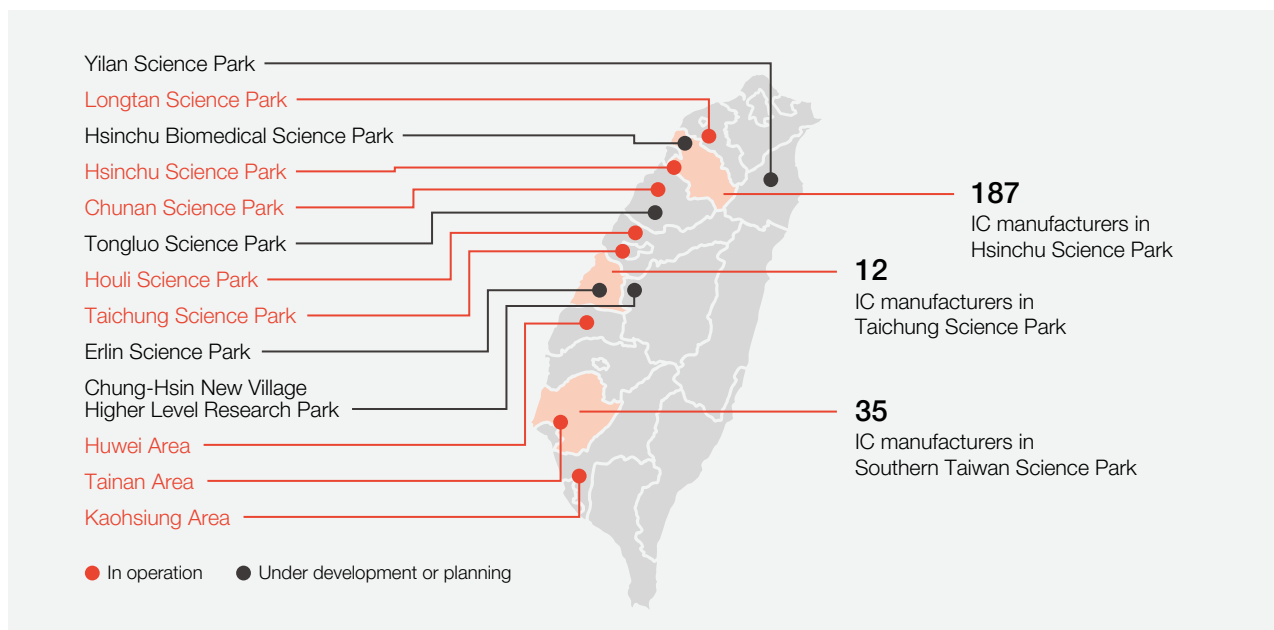 Yilan Science Park
Longtan Science Park
Hsinchu Biomedical Science Park
Hsinchu Science Park
Chunan Science Park
Tongluo Science Park
Houli Science Park
Taichung Science Park
Erlin Science Park
Chung-Hsin New Village
Higher Level Research Park
Huwei Area
Tainan Area
Kaohsiung Area
187
IC manufacturers in
Hsinchu Science Park
12
IC manufacturers in
Taichung Science Park
35
IC manufacturers in
Southern Taiwan Science Park
In operation
Under development or planning